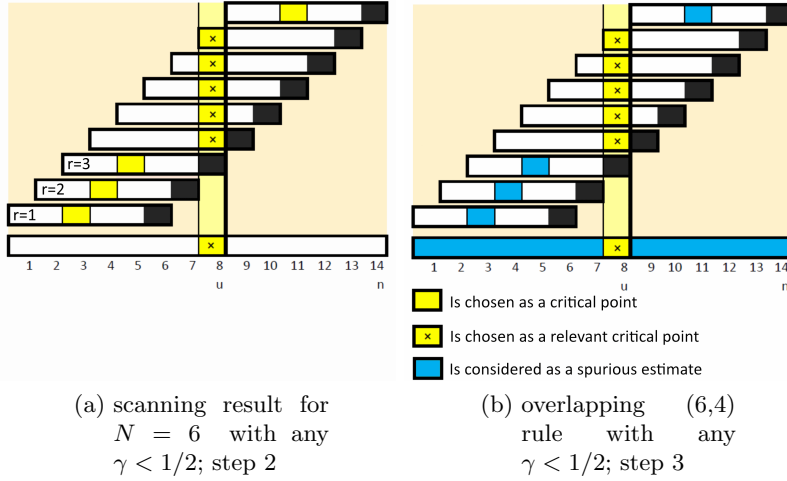 ×
×
×
×
×
r=3
r=2
r=1
×
1 2 3 4 5 6 7 8 9 10 11 12 13 14
u n
×
×
×
×
×
×
1 2 3 4 5 6 7 8 9 10 11 12 13 14
u n
Is chosen as a critical point
× Is chosen as a relevant critical point
Is considered as a spurious estimate
(a) scanning result for
N = 6 with any
γ < 1/2; step 2
(b) overlapping (6,4)
rule with any
γ < 1/2; step 3